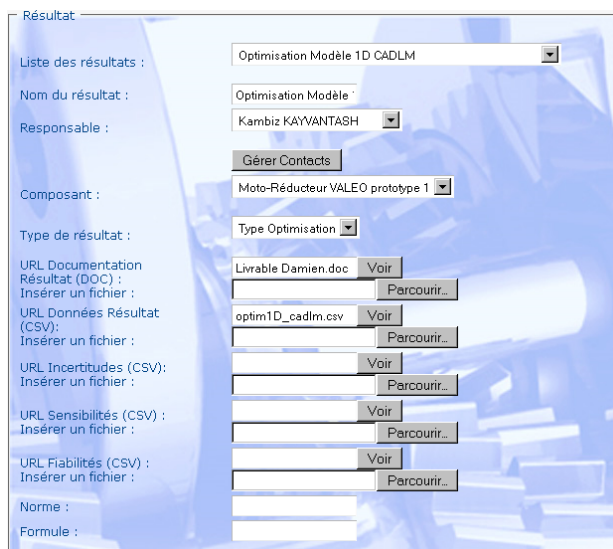 Résultat
Liste des résultats : Optimisation Modèle 1D CADLM
Nom du résultat : Optimisation Modèle
Responsable : Kambiz KAYVANTASH
Gérer Contacts
Composant : Moto-Réducteur VALEO prototype 1
Type de résultat : Type Optimisation
URL Documentation
Résultat (DOC) : Livrable Damien.doc Voir
Insérer un fichier : Parcourir...
URL Données Résultat
(CSV): optim1D_cadlm.csv Voir
Insérer un fichier : Parcourir...
URL Incertitudes (CSV): Voir
Insérer un fichier : Parcourir...
URL Sensibilités (CSV) : Voir
Insérer un fichier : Parcourir...
URL Fiabilités (CSV) : Voir
Insérer un fichier : Parcourir...
Norme :
Formule :